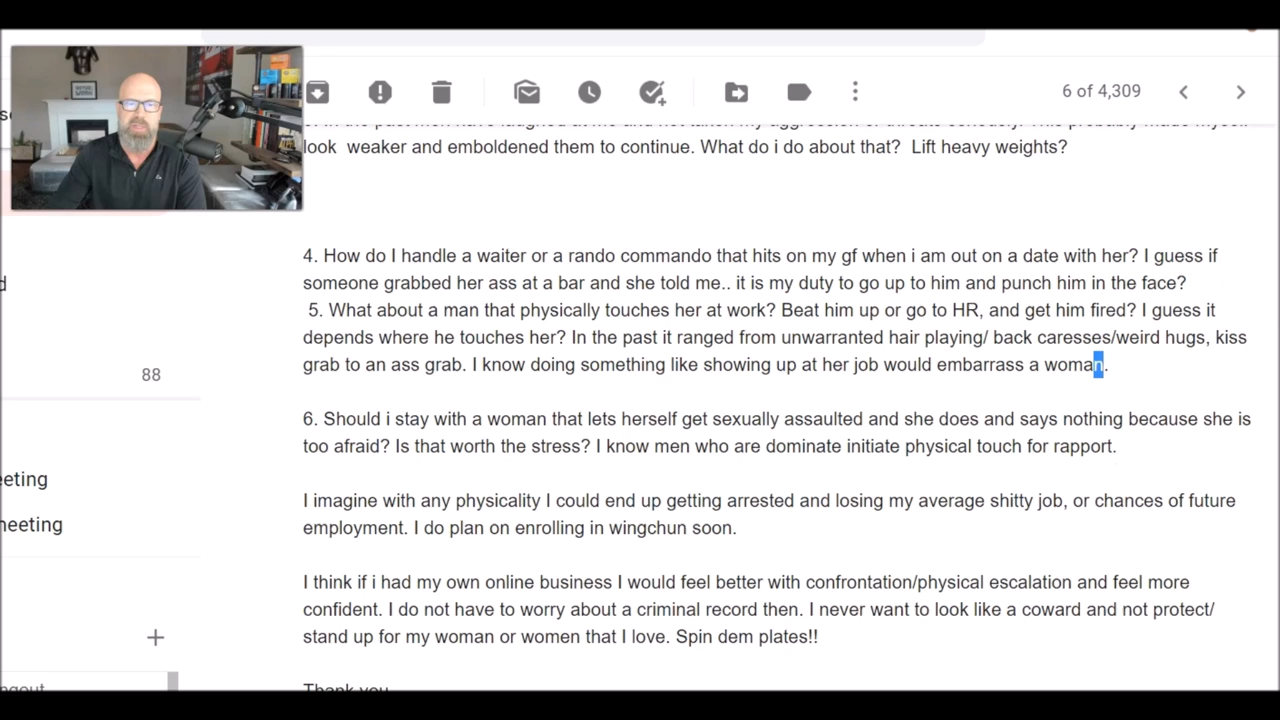 6 of 4,309
look weaker and emboldened them to continue. What do i do about that? Lift heavy weights?
4. How do I handle a waiter or a rando commando that hits on my gf when i am out on a date with her? I guess if
someone grabbed her ass at a bar and she told me.. it is my duty to go up to him and punch him in the face?
5. What about a man that physically touches her at work? Beat him up or go to HR, and get him fired? I guess it
depends where he touches her? In the past it ranged from unwarranted hair playing/ back caresses/weird hugs, kiss
grab to an ass grab. I know doing something like showing up at her job would embarrass a woman.
88
6. Should i stay with a woman that lets herself get sexually assaulted and she does and says nothing because she is
too afraid? Is that worth the stress? I know men who are dominate initiate physical touch for rapport.
eeting
I imagine with any physicality I could end up getting arrested and losing my average shitty job, or chances of future
neeting
employment. I do plan on enrolling in wingchun soon.
I think if i had my own online business I would feel better with confrontation/physical escalation and feel more
confident. I do not have to worry about a criminal record then. I never want to look like a coward and not protect/
stand up for my woman or women that I love. Spin dem plates!!
Thank you